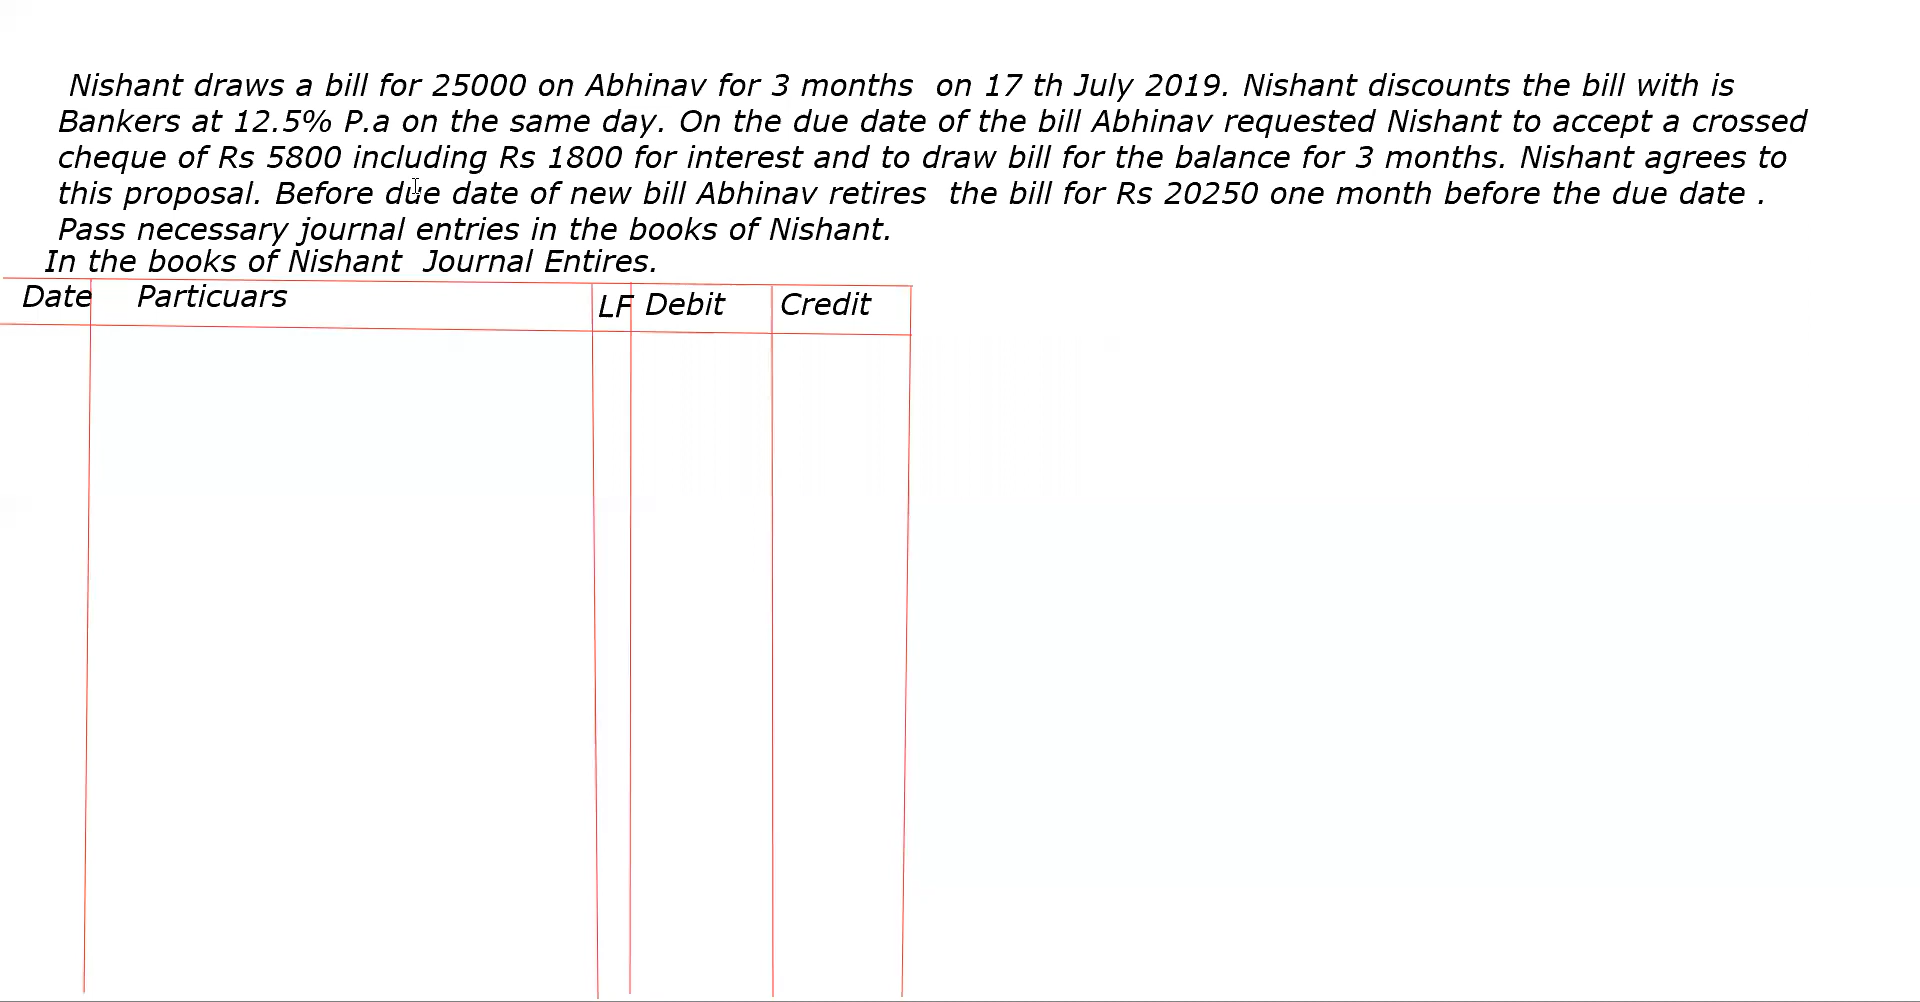 Nishant draws a bill for 25000 on Abhinav for 3 months on 17 th July 2019. Nishant discounts the bill with is
Bankers at 12.5% P.a on the same day. On the due date of the bill Abhinav requested Nishant to accept a crossed
cheque of Rs 5800 including Rs 1800 for interest and to draw bill for the balance for 3 months. Nishant agrees to
this proposal. Before due date of new bill Abhinav retires the bill for Rs 20250 one month before the due date .
Pass necessary journal entries in the books of Nishant.
In the books of Nishant Journal Entires.
Date Particuars LF Debit Credit